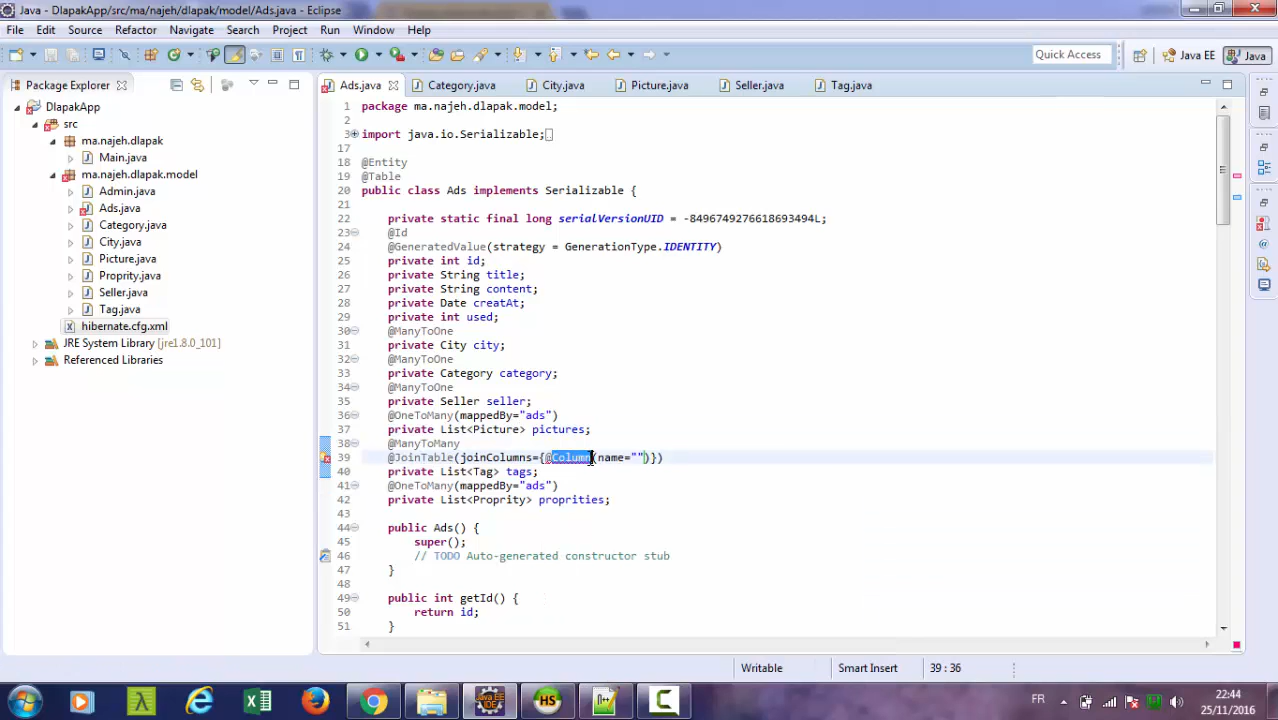 Java - DlapakApp/src/ma/najeh/dlapak/model/Ads.java - Eclipse
File Edit Source Refactor Navigate Search Project Run Window Help
Quick Access
Java EE
Java
Package Explorer
Ads.java
Category.java
City.java
Picture.java
Seller.java
Tag.java
DlapakApp
src
ma.najeh.dlapak
Main.java
ma.najeh.dlapak.model
Admin.java
Ads.java
Category.java
City.java
Picture.java
Proprity.java
Seller.java
Tag.java
hibernate.cfg.xml
JRE System Library [jre1.8.0_101]
Referenced Libraries
1 package ma.najeh.dlapak.model;
2
3 import java.io.Serializable;
17
18 @Entity
19 @Table
20 public class Ads implements Serializable {
21
22 private static final long serialVersionUID = -8496749276618693494L;
23 @Id
24 @GeneratedValue(strategy = GenerationType.IDENTITY)
25 private int id;
26 private String title;
27 private String content;
28 private Date creatAt;
29 private int used;
30 @ManyToOne
31 private City city;
32 @ManyToOne
33 private Category category;
34 @ManyToOne
35 private Seller seller;
36 @OneToMany(mappedBy="ads")
37 private List<Picture> pictures;
38 @ManyToMany
39 @JoinTable(joinColumns={@Column(name="")})
40 private List<Tag> tags;
41 @OneToMany(mappedBy="ads")
42 private List<Proprity> proprities;
43
44 public Ads() {
45 super();
46 // TODO Auto-generated constructor stub
47 }
48
49 public int getId() {
50 return id;
51 }
Writable
Smart Insert
39 : 36
FR
22:44
25/11/2016